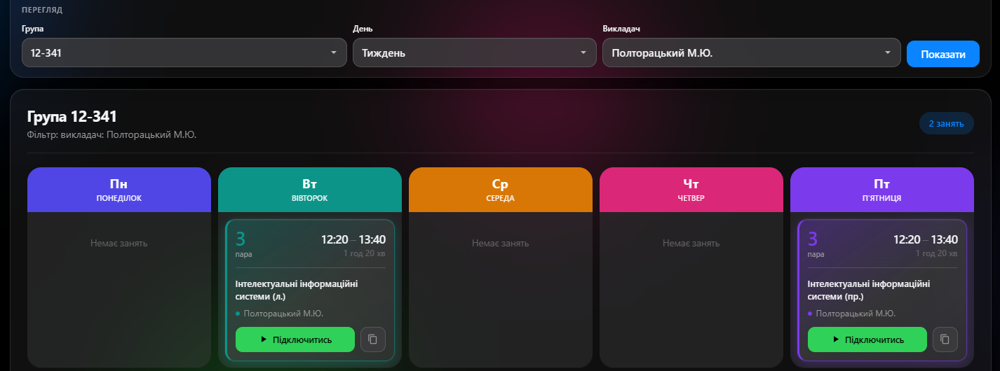 ПЕРЕГЛЯД
Група День Викладач
12-341 Тиждень Полторацький М.Ю. Показати
Група 12-341
Фільтр: викладач: Полторацький М.Ю.
2 занять
Пн
ПОНЕДІЛОК
Немає занять
Вт
ВІВТОРОК
3 12:20 – 13:40
пара 1 год 20 хв
Інтелектуальні інформаційні
системи (л.)
Полторацький М.Ю.
Підключитись
Ср
СЕРЕДА
Немає занять
Чт
ЧЕТВЕР
Немає занять
Пт
П'ЯТНИЦЯ
3 12:20 – 13:40
пара 1 год 20 хв
Інтелектуальні інформаційні
системи (пр.)
Полторацький М.Ю.
Підключитись